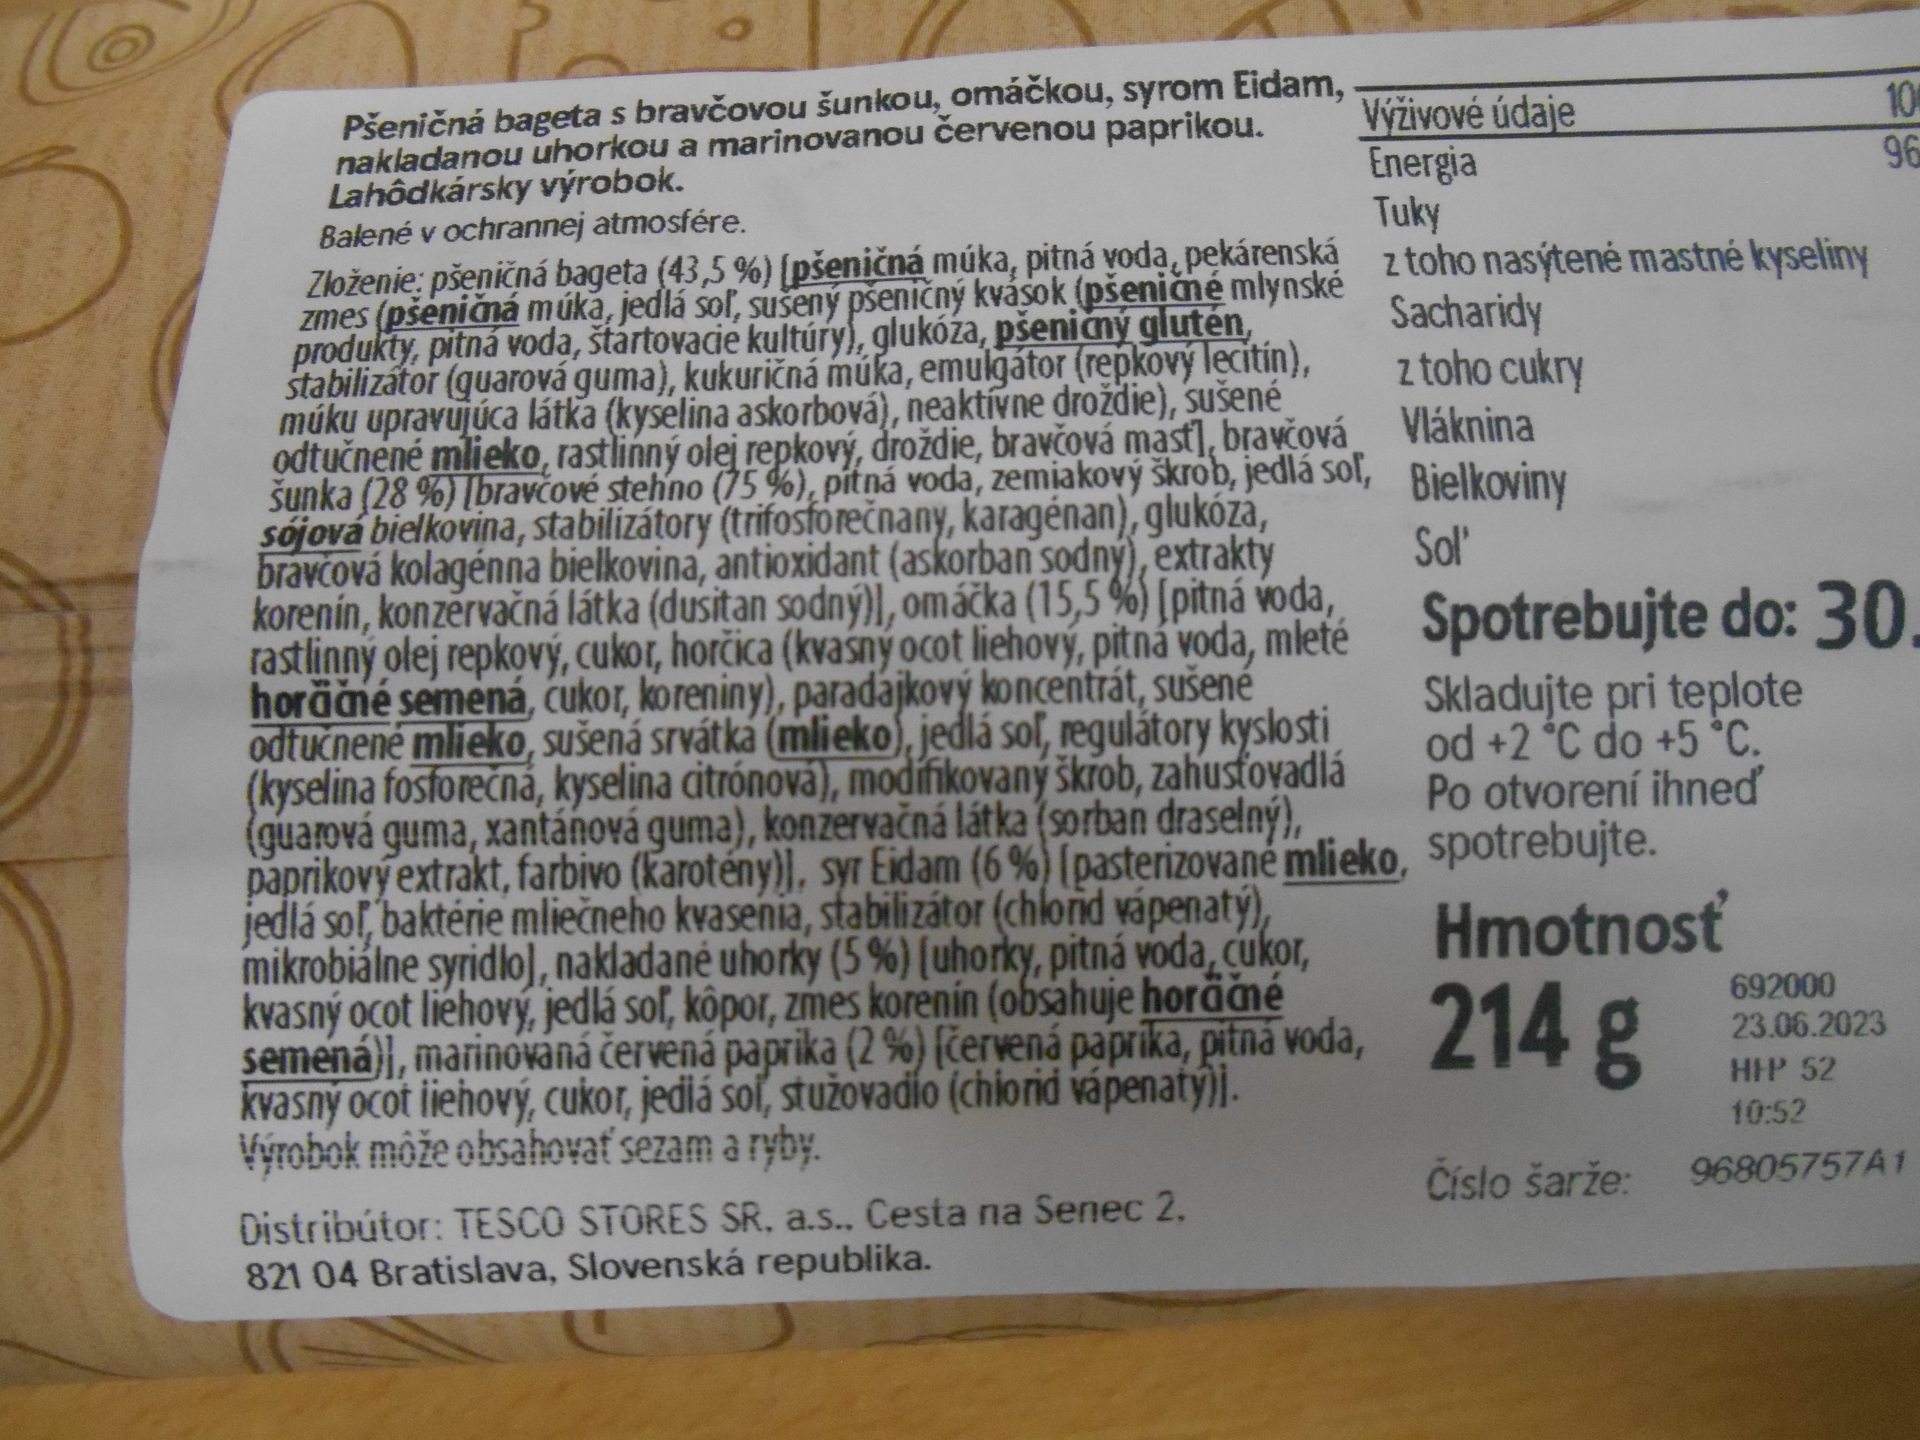 Pšeničná bageta s bravčovou šunkou, omáčkou, syrom Eidam,
nakladanou uhorkou a marinovanou červenou paprikou.
Lahôdkársky výrobok.
Balené v ochrannej atmosfére.
Zloženie: pšeničná bageta (43,5 %) [pšeničná múka, pitná voda, pekárenská
zmes (pšeničná múka, jedlá soľ, sušený pšeničný kvások (pšeničné mlynské
produkty, pitná voda, štartovacie kultúry), glukóza, pšeničný glutén,
stabilizátor (guarová guma), kukuričná múka, emulgátor (repkový lecitín),
múku upravujúca látka (kyselina askorbová), neaktívne droždie), sušené
odtučnené mlieko, rastlinný olej repkový, droždie, bravčová masť], bravčová
šunka (28 %) [bravčové stehno (75 %), pitná voda, zemiakový škrob, jedlá soľ,
sójová bielkovina, stabilizátory (trifosforečnany, karagénan), glukóza,
bravčová kolagénna bielkovina, antioxidant (askorban sodný), extrakty
korenín, konzervačná látka (dusitan sodný)], omáčka (15,5 %) [pitná voda,
rastlinný olej repkový, cukor, horčica (kvasný ocot liehový, pitná voda, mleté
horčičné semená, cukor, koreniny), paradajkový koncentrát, sušené
odtučnené mlieko, sušená srvátka (mlieko), jedlá soľ, regulátory kyslosti
(kyselina fosforečná, kyselina citrónová), modifikovaný škrob, zahusťovadlá
(guarová guma, xantánová guma), konzervačná látka (sorban draselný),
paprikový extrakt, farbivo (karotény)], syr Eidam (6 %) [pasterizované mlieko,
jedlá soľ, baktérie mliečneho kvasenia, stabilizátor (chlorid vápenatý),
mikrobiálne syridlo], nakladané uhorky (5 %) [uhorky, pitná voda, cukor,
kvasný ocot liehový, jedlá soľ, kôpor, zmes korenín (obsahuje horčičné
semená)], marinovaná červená paprika (2 %) [červená paprika, pitná voda,
kvasný ocot liehový, cukor, jedlá soľ, stužovadlo (chlorid vápenatý)].
Výrobok môže obsahovať sezam a ryby.
Distribútor: TESCO STORES SR, a.s., Cesta na Senec 2,
821 04 Bratislava, Slovenská republika.
Výživové údaje
Energia
Tuky
z toho nasýtené mastné kyseliny
Sacharidy
z toho cukry
Vláknina
Bielkoviny
Soľ
Spotrebujte do: 30.
Skladujte pri teplote
od +2 °C do +5 °C.
Po otvorení ihneď
spotrebujte.
Hmotnosť
214 g
692000
23.06.2023
HHP 52
10:52
Číslo šarže: 96805757A1